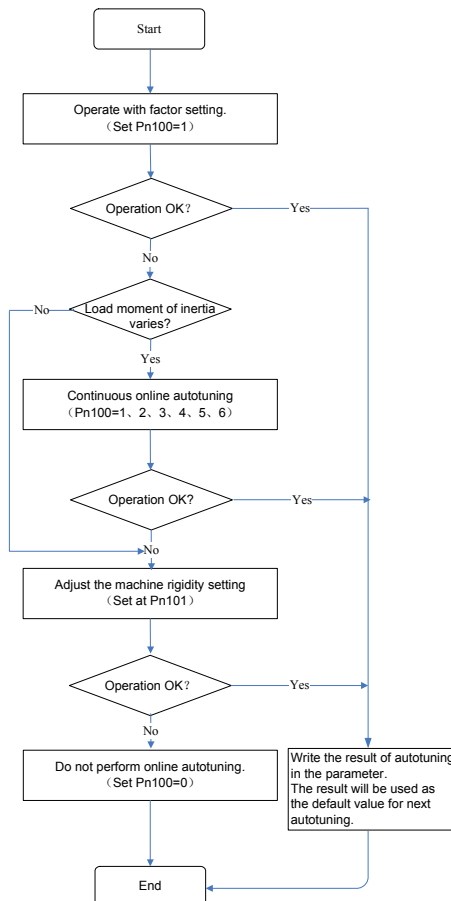 Start
Operate with factor setting.
（Set Pn100=1）
Operation OK？
Yes
No
Load moment of inertia
varies?
No
Yes
Continuous online autotuning
（Pn100=1、2、3、4、5、6）
Operation OK?
Yes
No
Adjust the machine rigidity setting
（Set at Pn101）
Operation OK？
Yes
No
Do not perform online autotuning.
（Set Pn100=0）
Write the result of autotuning
in the parameter.
The result will be used as
the default value for next
autotuning.
End